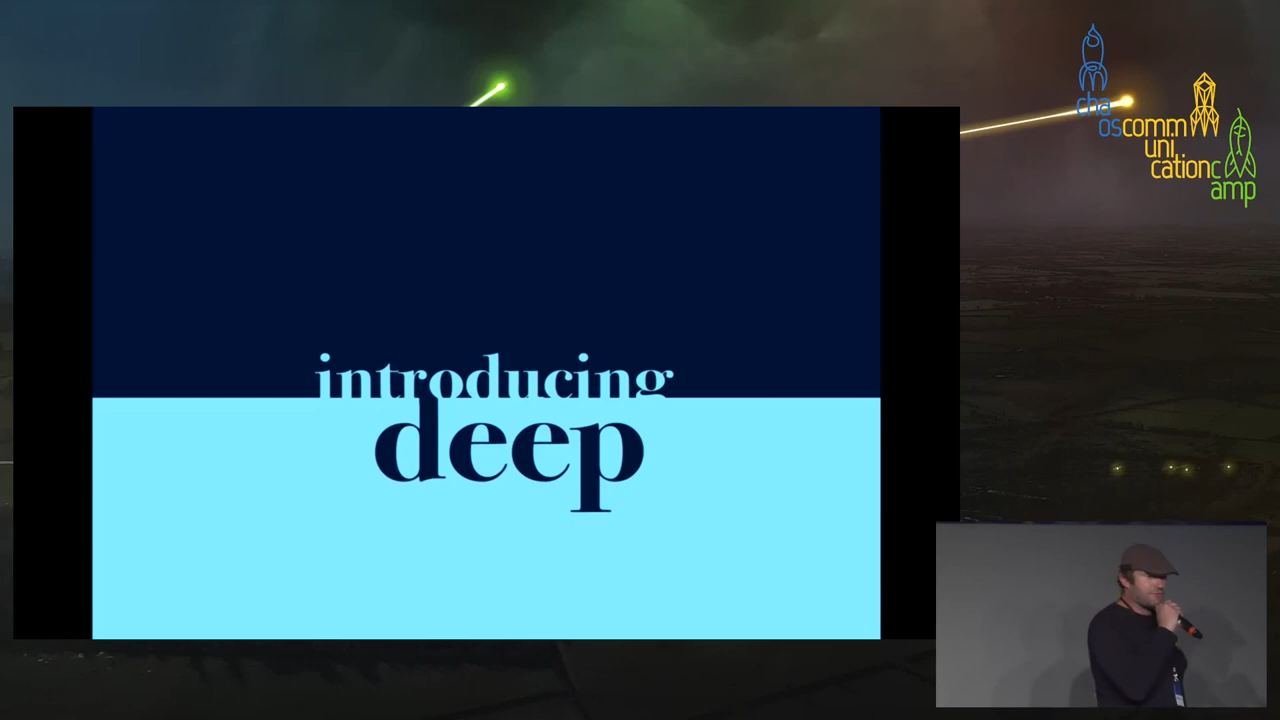 introducing
deep
cha
oscomm
uni
cationc
amp